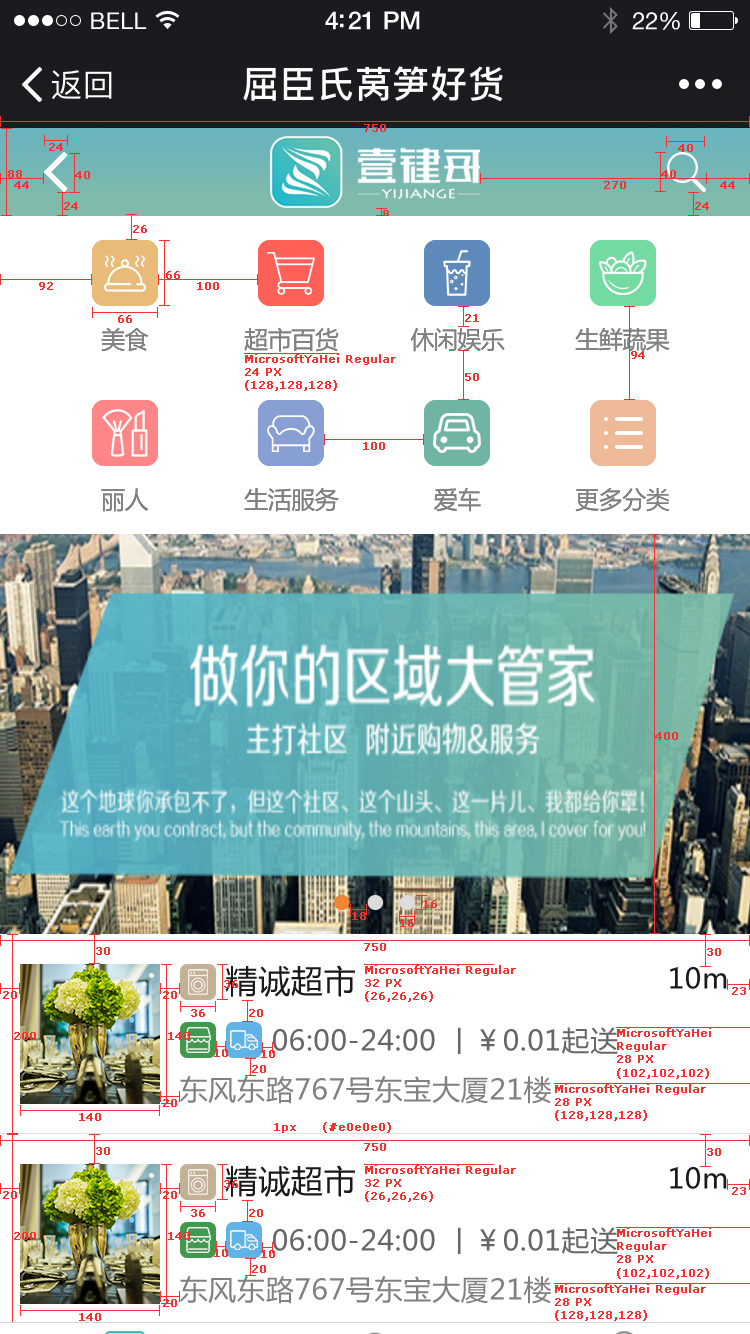 BELL 4:21 PM 22%
返回 屈臣氏莴笋好货
750
24 40
88 40 壹键居 40
44 YIJIANGE 270 44
24 8 24
26
66
92 100
66 21
美食 超市百货 休闲娱乐 生鲜蔬果
MicrosoftYaHei Regular 94
24 PX 50
(128,128,128)
100
丽人 生活服务 爱车 更多分类
做你的区域大管家
400
主打社区 附近购物&服务
这个地球你承包不了，但这个社区、这个山头、这一片儿、我都给你罩!
This earth you contract, but the community, the mountains, this area, I cover for you!
16
16
16
750
30 30
精诚超市 MicrosoftYaHei Regular 10m
36 32 PX
20 20 (26,26,26) 23
36 20
200 140 06:00-24:00 | ¥0.01起送 MicrosoftYaHei
Regular
10 10 28 PX
20 (102,102,102)
东风东路767号东宝大厦21楼 MicrosoftYaHei Regular
20 28 PX
140 (128,128,128)
1px (#e0e0e0)
750
30 30
精诚超市 MicrosoftYaHei Regular 10m
36 32 PX
20 20 (26,26,26) 23
36 20
200 140 06:00-24:00 | ¥0.01起送 MicrosoftYaHei
Regular
10 10 28 PX
20 (102,102,102)
东风东路767号东宝大厦21楼 MicrosoftYaHei Regular
20 28 PX
140 (128,128,128)